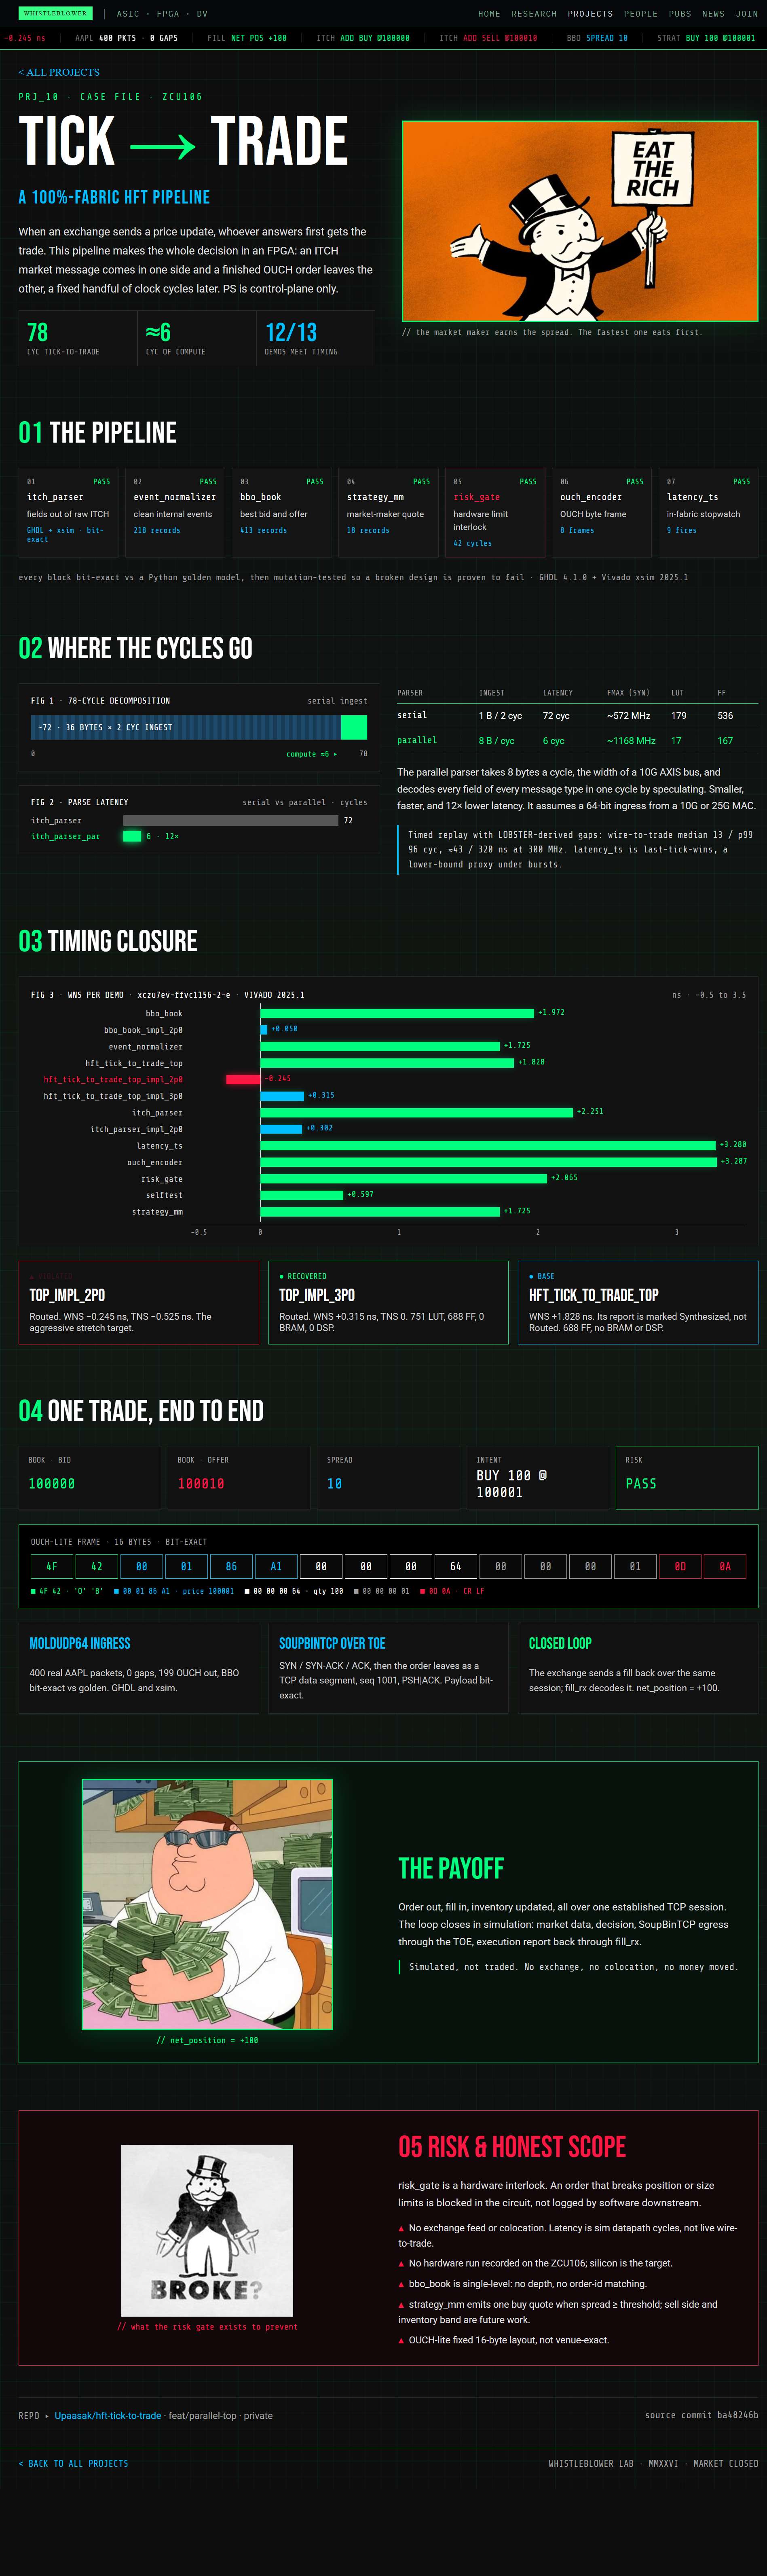 WHISTLEBLOWER
ASIC · FPGA · DV
HOME RESEARCH PROJECTS PEOPLE PUBS NEWS JOIN
−0.245 ns AAPL 400 PKTS · 0 GAPS FILL NET POS +100 ITCH ADD BUY @100000 ITCH ADD SELL @100010 BBO SPREAD 10 STRAT BUY 100 @100001
< ALL PROJECTS
PRJ_10 · CASE FILE · ZCU106
TICK → TRADE
A 100%-FABRIC HFT PIPELINE
When an exchange sends a price update, whoever answers first gets the
trade. This pipeline makes the whole decision in an FPGA: an ITCH
market message comes in one side and a finished OUCH order leaves the
other, a fixed handful of clock cycles later. PS is control-plane only.
78
CYC TICK-TO-TRADE
≈6
CYC OF COMPUTE
12/13
DEMOS MEET TIMING
EAT
THE
RICH
// the market maker earns the spread. The fastest one eats first.
01 THE PIPELINE
01 PASS
itch_parser
fields out of raw ITCH
GHDL + xsim · bit-
exact
02 PASS
event_normalizer
clean internal events
218 records
03 PASS
bbo_book
best bid and offer
413 records
04 PASS
strategy_mm
market-maker quote
18 records
05 PASS
risk_gate
hardware limit
interlock
42 cycles
06 PASS
ouch_encoder
OUCH byte frame
8 frames
07 PASS
latency_ts
in-fabric stopwatch
9 fires
every block bit-exact vs a Python golden model, then mutation-tested so a broken design is proven to fail · GHDL 4.1.0 + Vivado xsim 2025.1
02 WHERE THE CYCLES GO
FIG 1 · 78-CYCLE DECOMPOSITION serial ingest
~72 · 36 BYTES × 2 CYC INGEST
0 compute ≈6 ▸ 78
FIG 2 · PARSE LATENCY serial vs parallel · cycles
itch_parser 72
itch_parser_par 6 · 12×
PARSER INGEST LATENCY FMAX (SYN) LUT FF
serial 1 B / 2 cyc 72 cyc ~572 MHz 179 536
parallel 8 B / cyc 6 cyc ~1168 MHz 17 167
The parallel parser takes 8 bytes a cycle, the width of a 10G AXIS bus, and
decodes every field of every message type in one cycle by counting. Smaller,
faster, and 12× lower latency. It assumes a 64-bit ingress from a 10G or 25G MAC.
Timed replay with LOBSTER-derived gaps: wire-to-trade median 13 / p99
96 cyc, ≈43 / 320 ns at 300 MHz. latency_ts is last-tick-wins, a
lower-bound proxy under bursts.
03 TIMING CLOSURE
FIG 3 · WNS PER DEMO · xczu7ev-ffvc1156-2-e · VIVADO 2025.1 ns · −0.5 to 3.5
bbo_book +1.972
bbo_book_impl_2p0 +0.050
event_normalizer +1.725
hft_tick_to_trade_top +1.828
hft_tick_to_trade_top_impl_2p0 −0.245
hft_tick_to_trade_top_impl_3p0 +0.315
itch_parser +2.251
itch_parser_impl_2p0 +0.302
latency_ts +3.280
ouch_encoder +3.287
risk_gate +2.065
selftest +0.597
strategy_mm +1.725
−0.5 0 1 2 3
TOP_IMPL_2P0
Routed. WNS −0.245 ns, TNS −0.525 ns. The
aggressive stretch target.
● RECOVERED
TOP_IMPL_3P0
Routed. WNS +0.315 ns, TNS 0. 751 LUT, 688 FF, 0
BRAM, 0 DSP.
● BASE
HFT_TICK_TO_TRADE_TOP
WNS +1.828 ns. Its report is marked Synthesized, not
Routed. 688 FF, no BRAM or DSP.
04 ONE TRADE, END TO END
BOOK · BID
100000
BOOK · OFFER
100010
SPREAD
10
INTENT
BUY 100 @
100001
RISK
PASS
OUCH-LITE FRAME · 16 BYTES · BIT-EXACT
4F 42 00 01 86 A1 00 00 00 64 00 00 00 01 0D 0A
■ 4F 42 · 'O' 'B' ■ 00 01 86 A1 · price 100001 ■ 00 00 00 64 · qty 100 ■ 00 00 00 01 ■ 0D 0A · CR LF
MOLDUDP64 INGRESS
400 real AAPL packets, 0 gaps, 199 OUCH out, BBO
bit-exact vs golden. GHDL and xsim.
SOUPBINTCP OVER TOE
SYN / SYN-ACK / ACK, then the order leaves as a
TCP data segment, seq 1001, PSH|ACK. Payload bit-
exact.
CLOSED LOOP
The exchange sends a fill back over the same
session; fill_rx decodes it. net_position = +100.
// net_position = +100
THE PAYOFF
Order out, fill in, inventory updated, all over one established TCP session.
The loop closes in simulation: market data, decision, SoupBinTCP egress
through the TOE, execution report back through fill_rx.
Simulated, not traded. No exchange, no colocation, no money moved.
BROKE?
// what the risk gate exists to prevent
05 RISK & HONEST SCOPE
risk_gate is a hardware interlock. An order that breaks position or size
limits is blocked in the circuit, not logged by software downstream.
▲ No exchange feed or colocation. Latency is sim datapath cycles, not live wire-
to-trade.
▲ No hardware run recorded on the ZCU106; silicon is the target.
▲ bbo_book is single-level: no depth, no order-id matching.
▲ strategy_mm emits one buy quote when spread ≥ threshold; sell side and
inventory band are future work.
▲ OUCH-lite fixed 16-byte layout, not venue-exact.
REPO ▸ Upaasak/hft-tick-to-trade · feat/parallel-top · private
source commit ba48246b
< BACK TO ALL PROJECTS
WHISTLEBLOWER LAB · MMXXVI · MARKET CLOSED